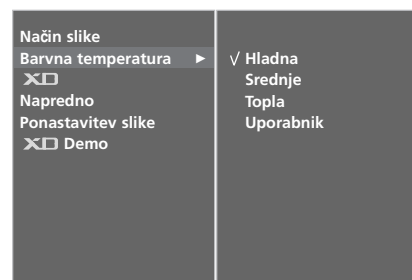 Način slike
Barvna temperatura ►
XD
Napredno
Ponastavitev slike
XD Demo
√ Hladna
Srednje
Topla
Uporabnik